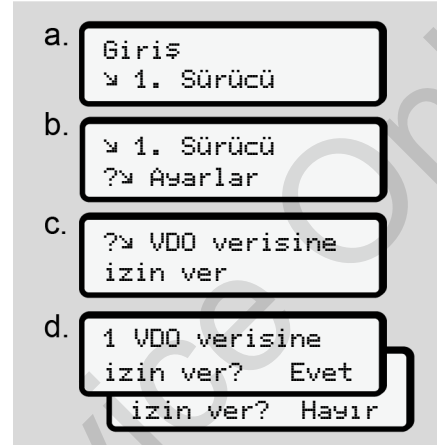 a.
Giriş
↘ 1. Sürücü
b.
↘ 1. Sürücü
?↘ Ayarlar
c.
?↘ VDO verisine
izin ver
d.
1 VDO verisine
izin ver? Evet
izin ver? Hayır